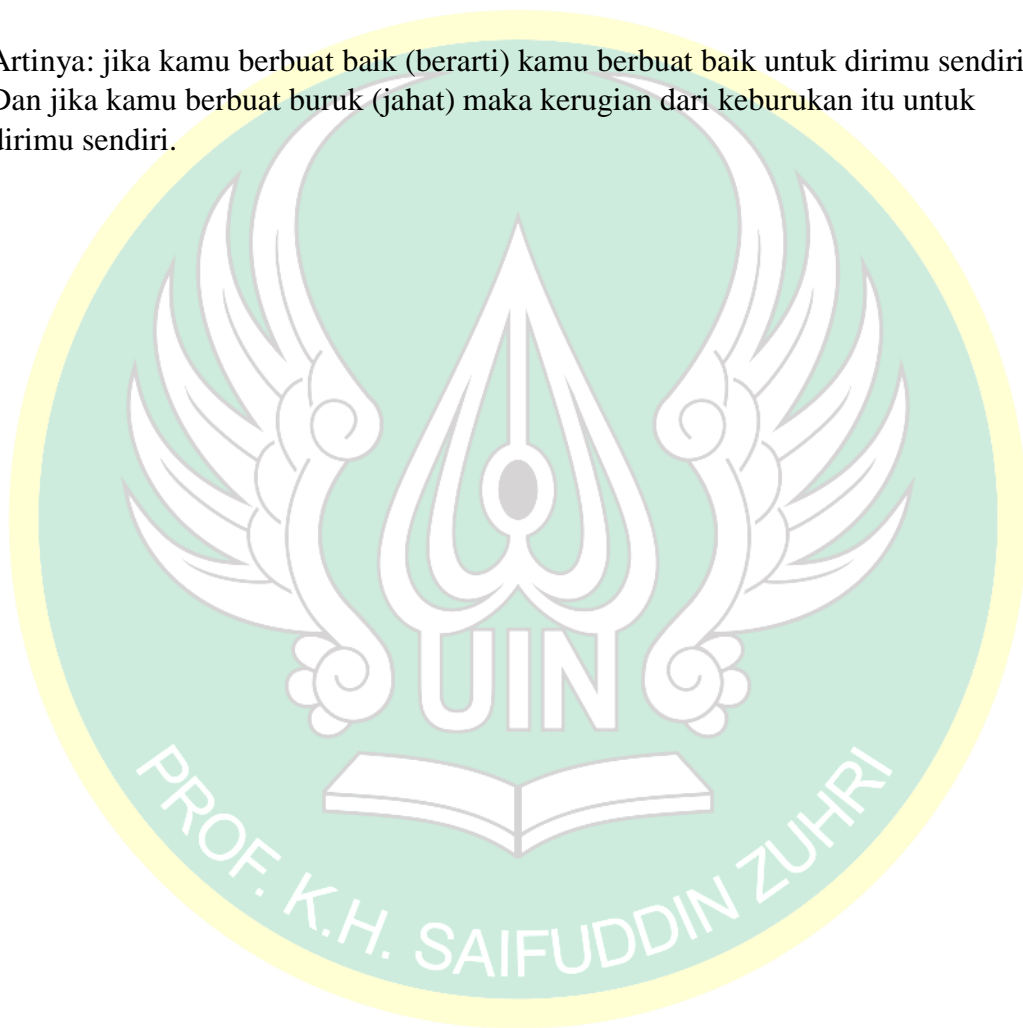 Artinya: jika kamu berbuat baik (berarti) kamu berbuat baik untuk dirimu sendiri
Dan jika kamu berbuat buruk (jahat) maka kerugian dari keburukan itu untuk
dirimu sendiri.
UIN
PROF. K.H. SAIFUDDIN ZUHRI